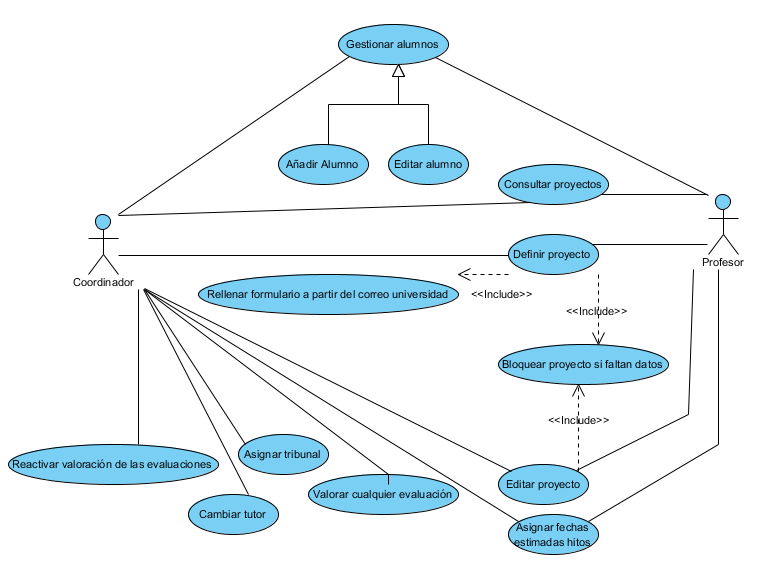 Gestionar alumnos
Añadir Alumno
Editar alumno
Consultar proyectos
Coordinador
Definir proyecto
Profesor
Rellenar formulario a partir del correo universidad
<<Include>>
<<Include>>
Bloquear proyecto si faltan datos
<<Include>>
Reactivar valoración de las evaluaciones
Asignar tribunal
Valorar cualquier evaluación
Editar proyecto
Cambiar tutor
Asignar fechas
estimadas hitos